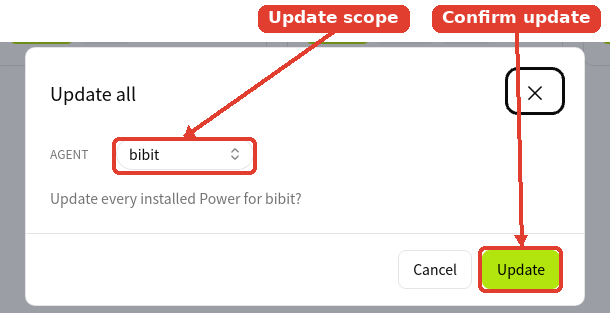 Update scope
Confirm update
Update all
AGENT
bibit
Update every installed Power for bibit?
Cancel
Update